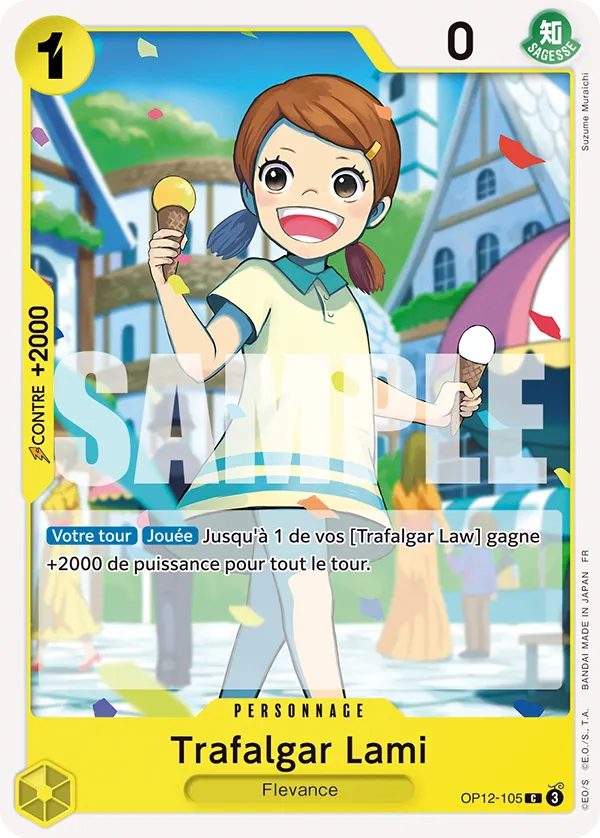 1
0
知
SAGESSE
Suzume Muraichi
CONTRE +2000
SAMPLE
Votre tour Jouée Jusqu'à 1 de vos [Trafalgar Law] gagne
+2000 de puissance pour tout le tour.
BANDAI MADE IN JAPAN FR
©E.O./S., T.A.
©EO/S
PERSONNAGE
Trafalgar Lami
Flevance
OP12-105 C 3